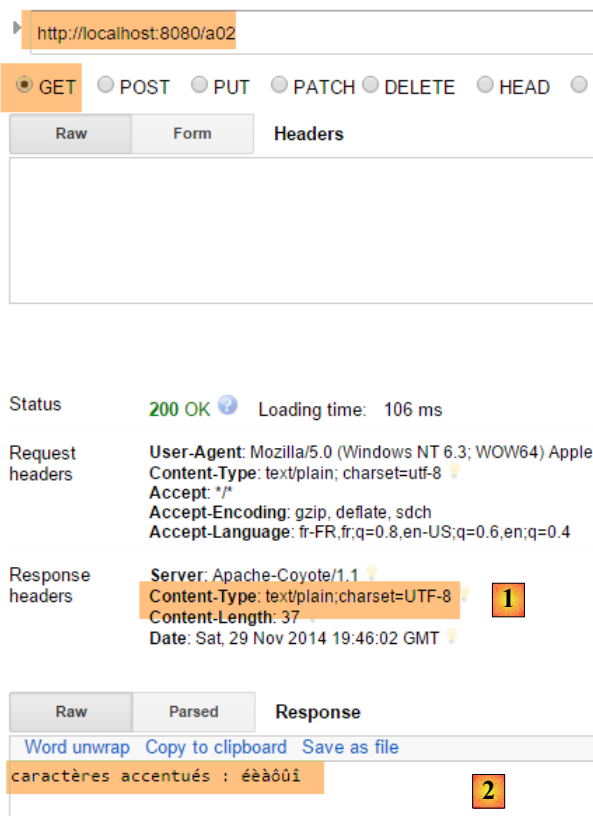 http://localhost:8080/a02
GET POST PUT PATCH DELETE HEAD
Raw Form Headers
Status 200 OK ? Loading time: 106 ms
Request headers
User-Agent: Mozilla/5.0 (Windows NT 6.3; WOW64) Apple
Content-Type: text/plain; charset=utf-8
Accept: */*
Accept-Encoding: gzip, deflate, sdch
Accept-Language: fr-FR,fr;q=0.8,en-US;q=0.6,en;q=0.4
Response headers
Server: Apache-Coyote/1.1
Content-Type: text/plain;charset=UTF-8 1
Content-Length: 37
Date: Sat, 29 Nov 2014 19:46:02 GMT
Raw Parsed Response
Word unwrap Copy to clipboard Save as file
caractères accentués : éèàôûî
2